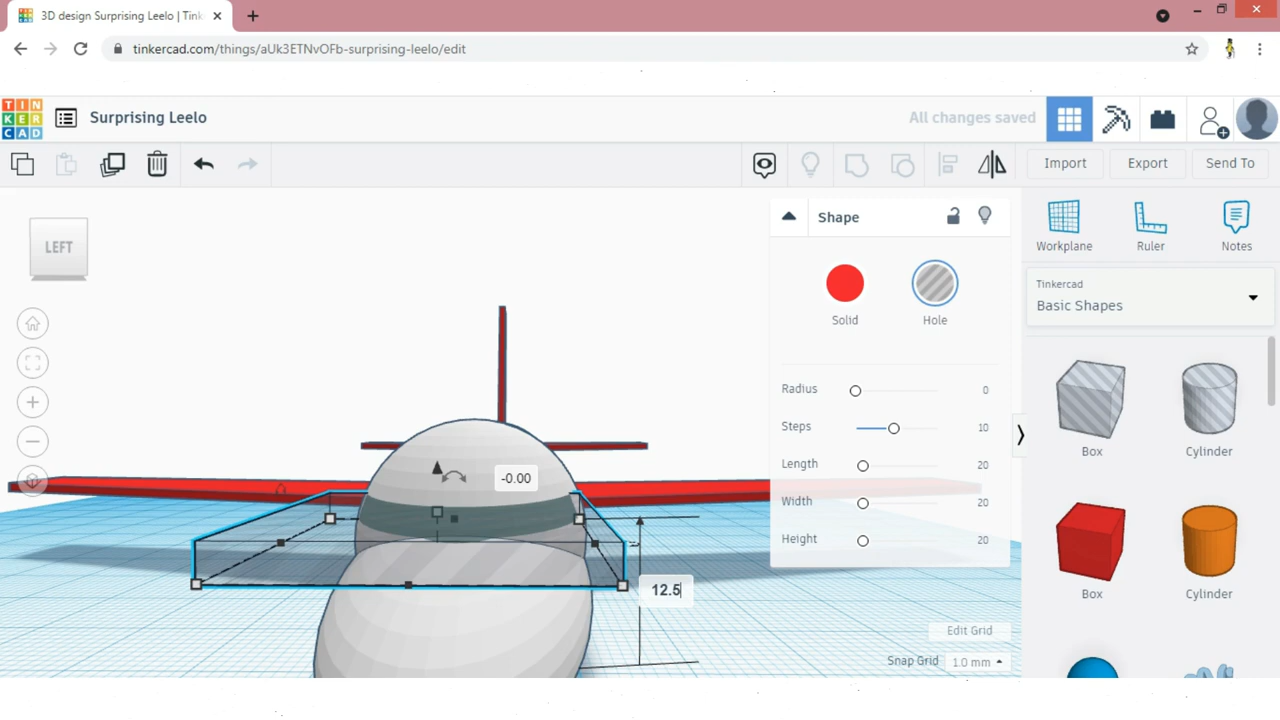 3D design Surprising Leelo | Tink
tinkercad.com/things/aUk3ETNvOFb-surprising-leelo/edit
TIN
KER
CAD
Surprising Leelo
All changes saved
Import
Export
Send To
LEFT
Shape
Solid
Hole
Radius
0
Steps
10
Length
20
Width
20
Height
20
-0.00
12.5
Edit Grid
Snap Grid
1.0 mm
Workplane
Ruler
Notes
Tinkercad
Basic Shapes
Box
Cylinder
Box
Cylinder